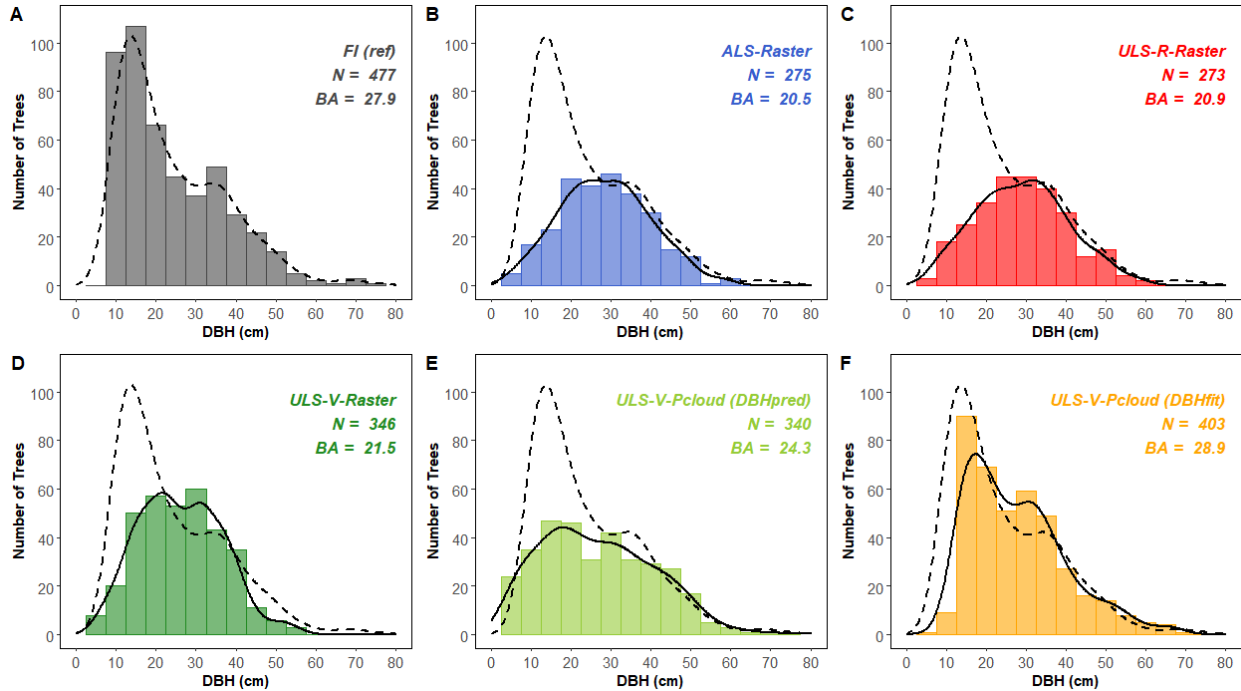 A
FI (ref)
N = 477
BA = 27.9
Number of Trees
100
80
60
40
20
0
0 10 20 30 40 50 60 70 80
DBH (cm)
B
ALS-Raster
N = 275
BA = 20.5
Number of Trees
100
80
60
40
20
0
0 10 20 30 40 50 60 70 80
DBH (cm)
C
ULS-R-Raster
N = 273
BA = 20.9
Number of Trees
100
80
60
40
20
0
0 10 20 30 40 50 60 70 80
DBH (cm)
D
ULS-V-Raster
N = 346
BA = 21.5
Number of Trees
100
80
60
40
20
0
0 10 20 30 40 50 60 70 80
DBH (cm)
E
ULS-V-Pcloud (DBHpred)
N = 340
BA = 24.3
Number of Trees
100
80
60
40
20
0
0 10 20 30 40 50 60 70 80
DBH (cm)
F
ULS-V-Pcloud (DBHfit)
N = 403
BA = 28.9
Number of Trees
100
80
60
40
20
0
0 10 20 30 40 50 60 70 80
DBH (cm)